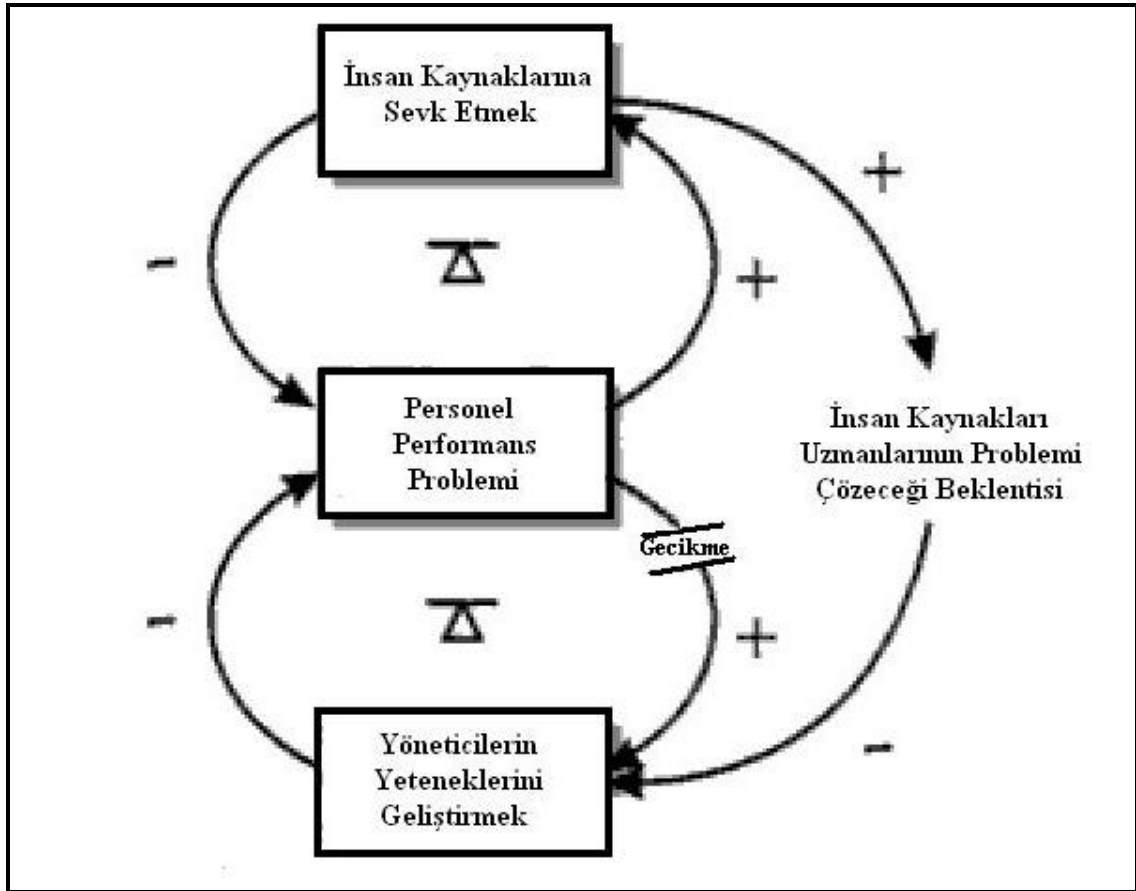 İnsan Kaynaklarına
Sevk Etmek
+
-
+
Personel
Performans
Problemi
İnsan Kaynakları
Uzmanlarının Problemi
Çözeceği Beklentisi
Gecikme
-
+
Yöneticilerin
Yeteneklerini
Geliştirmek
-